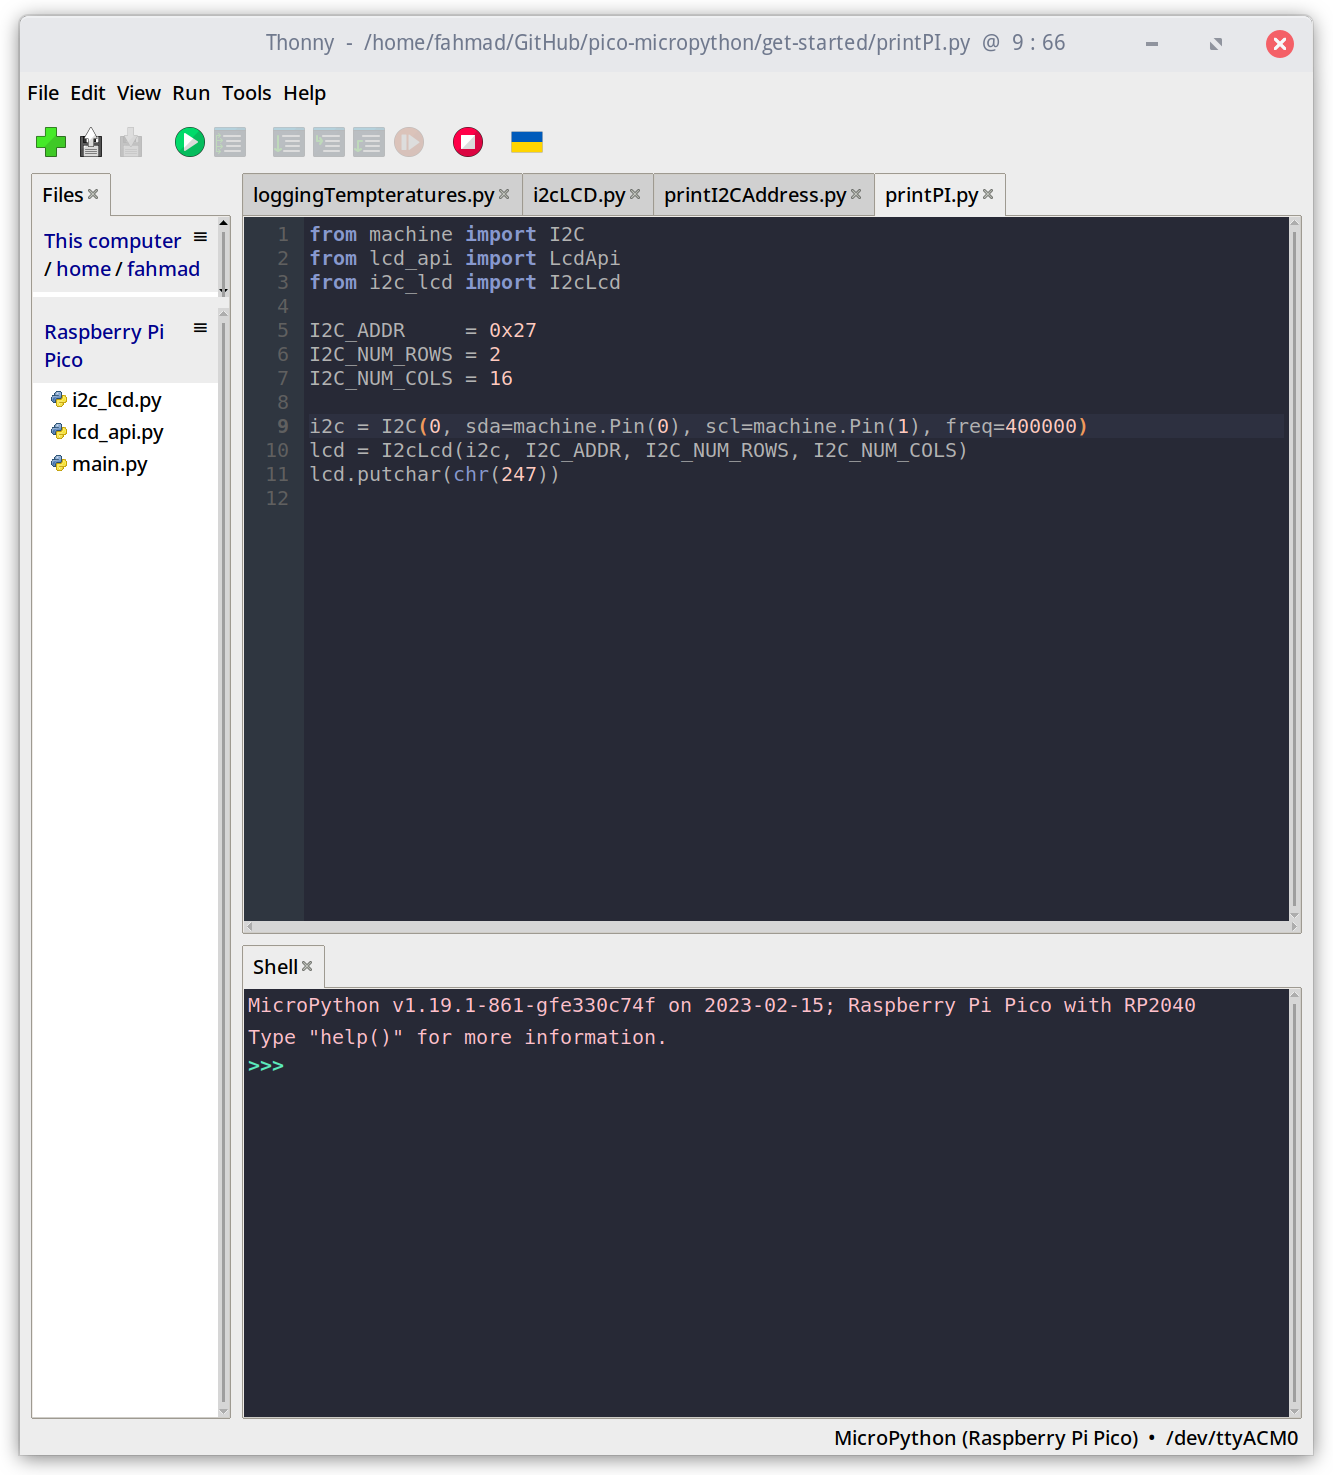 Thonny - /home/fahmad/GitHub/pico-micropython/get-started/printPI.py @ 9 : 66
File Edit View Run Tools Help
Files
This computer
/ home / fahmad
Raspberry Pi
Pico
i2c_lcd.py
lcd_api.py
main.py
loggingTempteratures.py i2cLCD.py printI2CAddress.py printPI.py
1 from machine import I2C
2 from lcd_api import LcdApi
3 from i2c_lcd import I2cLcd
4
5 I2C_ADDR     = 0x27
6 I2C_NUM_ROWS = 2
7 I2C_NUM_COLS = 16
8
9 i2c = I2C(0, sda=machine.Pin(0), scl=machine.Pin(1), freq=400000)
10 lcd = I2cLcd(i2c, I2C_ADDR, I2C_NUM_ROWS, I2C_NUM_COLS)
11 lcd.putchar(chr(247))
12
Shell
MicroPython v1.19.1-861-gfe330c74f on 2023-02-15; Raspberry Pi Pico with RP2040
Type "help()" for more information.
>>>
MicroPython (Raspberry Pi Pico) • /dev/ttyACM0